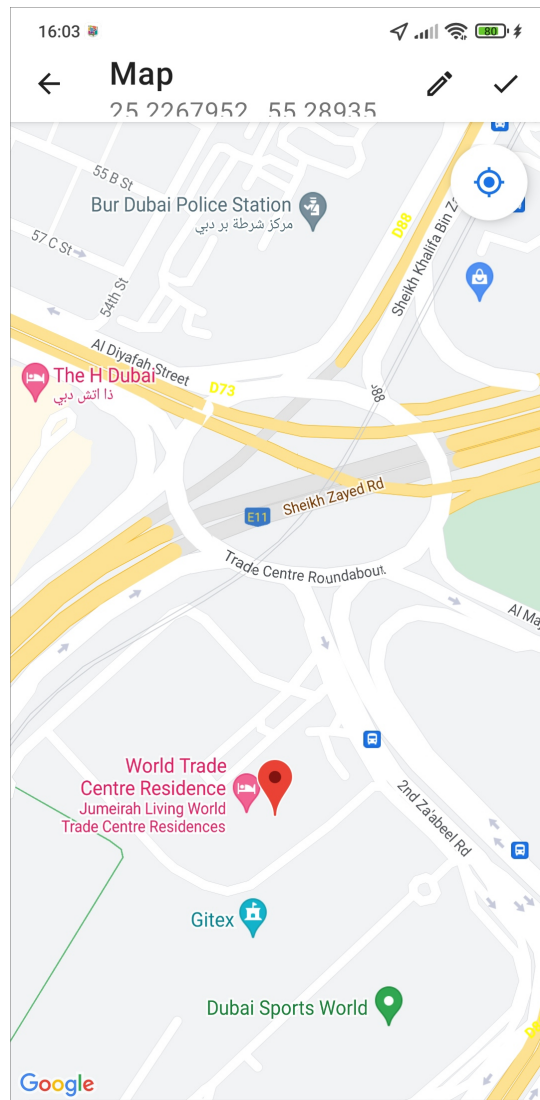 16:03
80
Map
25.2267952 55.28935
55 B St
Bur Dubai Police Station
مركز شرطة بر دبي
57 C St
54th St
D88
Sheikh Khalifa Bin Za
Al Diyafah Street
The H Dubai
ذا اتش دبي
D73
Sheikh Zayed Rd
E11
Trade Centre Roundabout
Al Ma
World Trade
Centre Residence
Jumeirah Living World
Trade Centre Residences
2nd Za'abeel Rd
Gitex
Dubai Sports World
Google